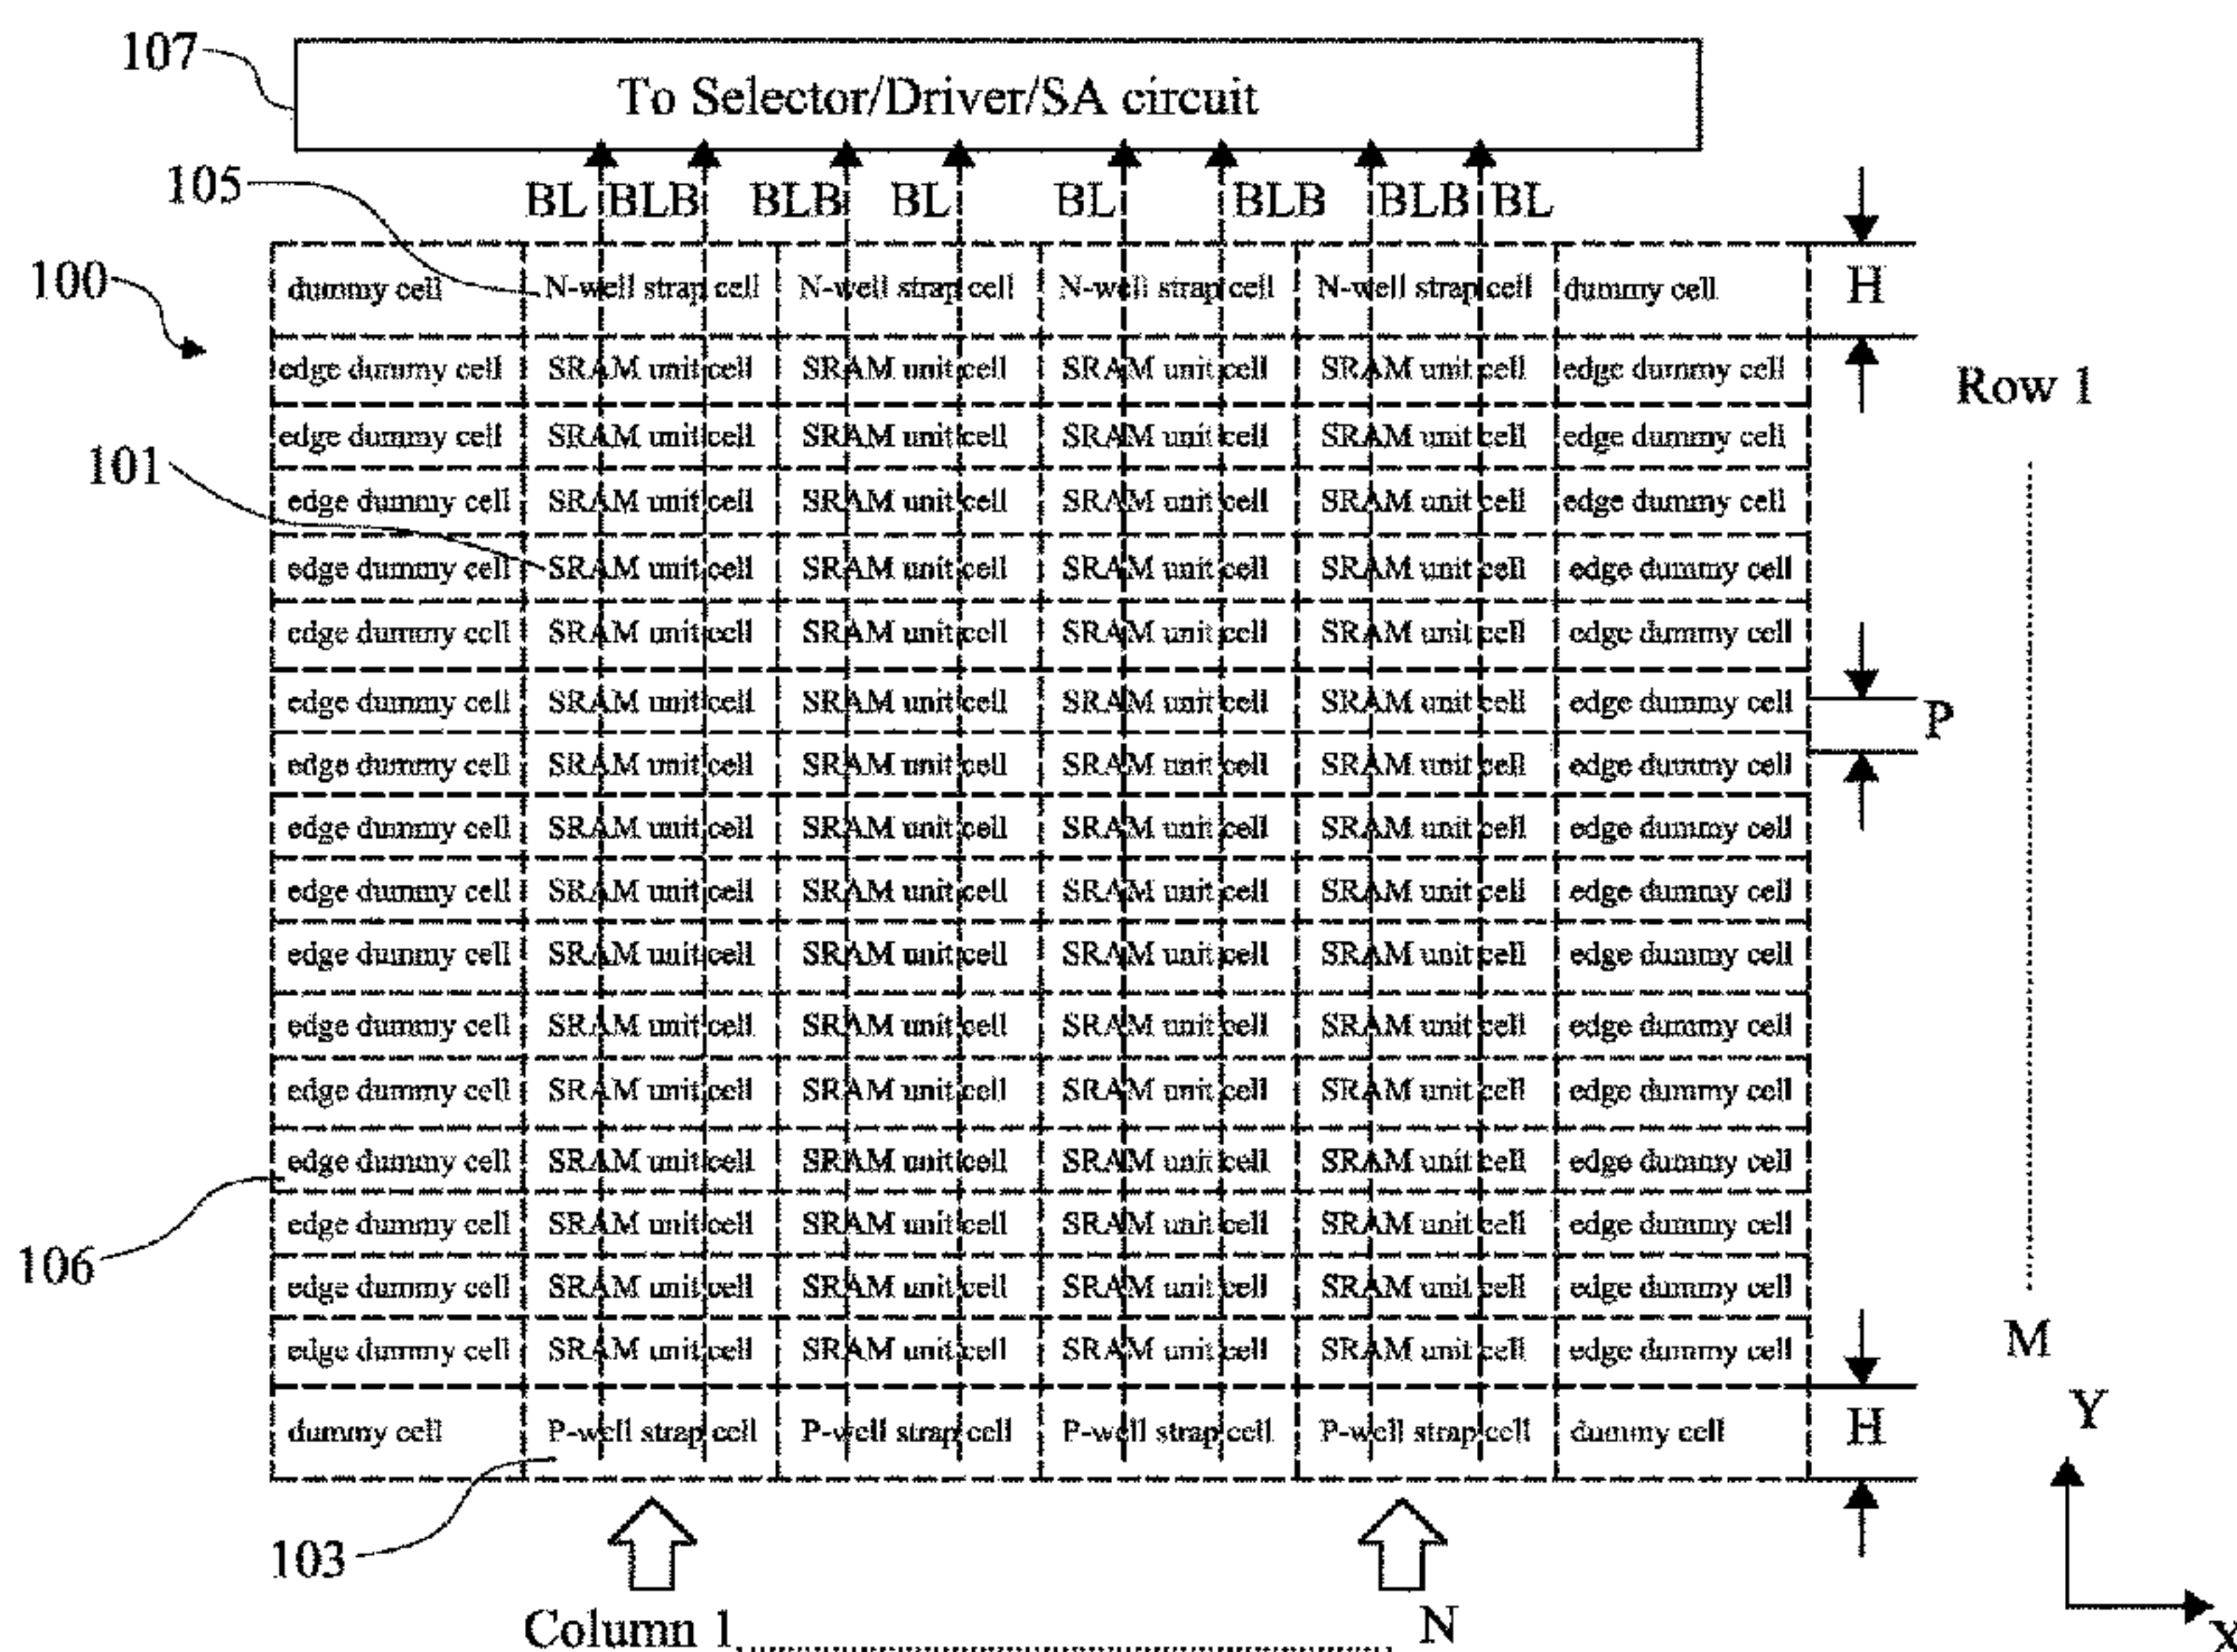 107
To Selector/Driver/SA circuit
105
BL BLB BLB BL BL BLB BLB BL
100
dummy cell N-well strap cell N-well strap cell N-well strap cell N-well strap cell dummy cell H
edge dummy cell SRAM unit cell SRAM unit cell SRAM unit cell SRAM unit cell edge dummy cell Row 1
edge dummy cell SRAM unit cell SRAM unit cell SRAM unit cell SRAM unit cell edge dummy cell
101
edge dummy cell SRAM unit cell SRAM unit cell SRAM unit cell SRAM unit cell edge dummy cell
edge dummy cell SRAM unit cell SRAM unit cell SRAM unit cell SRAM unit cell edge dummy cell
edge dummy cell SRAM unit cell SRAM unit cell SRAM unit cell SRAM unit cell edge dummy cell
edge dummy cell SRAM unit cell SRAM unit cell SRAM unit cell SRAM unit cell edge dummy cell
P
edge dummy cell SRAM unit cell SRAM unit cell SRAM unit cell SRAM unit cell edge dummy cell
edge dummy cell SRAM unit cell SRAM unit cell SRAM unit cell SRAM unit cell edge dummy cell
edge dummy cell SRAM unit cell SRAM unit cell SRAM unit cell SRAM unit cell edge dummy cell
edge dummy cell SRAM unit cell SRAM unit cell SRAM unit cell SRAM unit cell edge dummy cell
edge dummy cell SRAM unit cell SRAM unit cell SRAM unit cell SRAM unit cell edge dummy cell
edge dummy cell SRAM unit cell SRAM unit cell SRAM unit cell SRAM unit cell edge dummy cell
edge dummy cell SRAM unit cell SRAM unit cell SRAM unit cell SRAM unit cell edge dummy cell
edge dummy cell SRAM unit cell SRAM unit cell SRAM unit cell SRAM unit cell edge dummy cell
106
edge dummy cell SRAM unit cell SRAM unit cell SRAM unit cell SRAM unit cell edge dummy cell
edge dummy cell SRAM unit cell SRAM unit cell SRAM unit cell SRAM unit cell edge dummy cell M
dummy cell P-well strap cell P-well strap cell P-well strap cell P-well strap cell dummy cell H
Y
103
Column 1 N
X